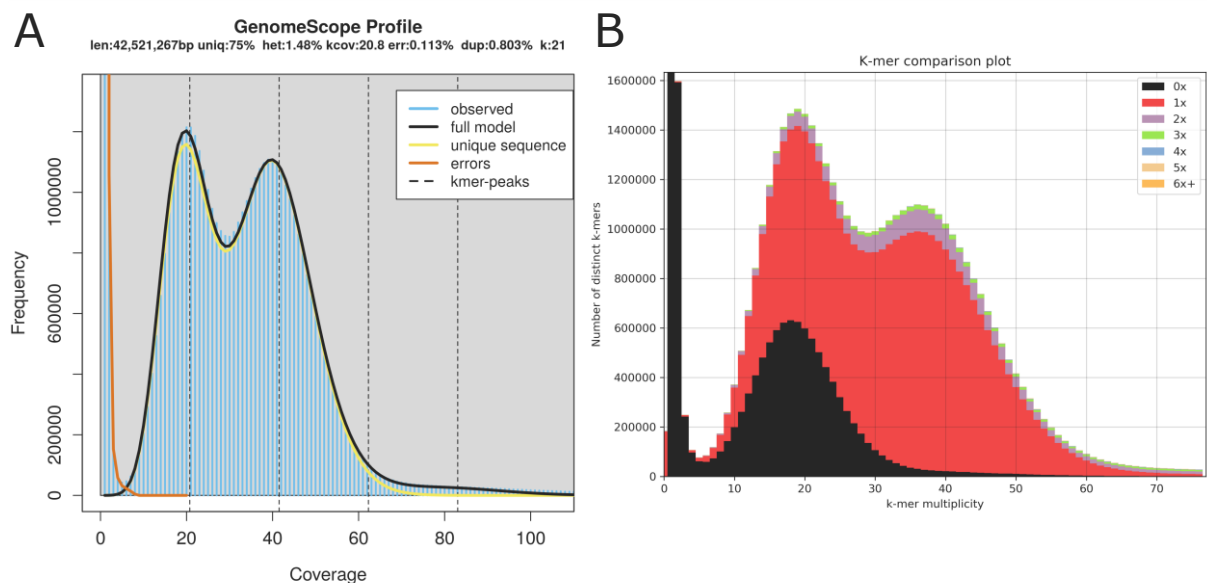 A
GenomeScope Profile
len:42,521,267bp uniq:75% het:1.48% kcov:20.8 err:0.113% dup:0.803% k:21
observed
full model
unique sequence
errors
kmer-peaks
Frequency
0
200000
400000
600000
800000
1000000
0
20
40
60
80
100
Coverage
B
K-mer comparison plot
0x
1x
2x
3x
4x
5x
6x+
Number of distinct k-mers
1600000
1400000
1200000
1000000
800000
600000
400000
200000
0
0
10
20
30
40
50
60
70
k-mer multiplicity